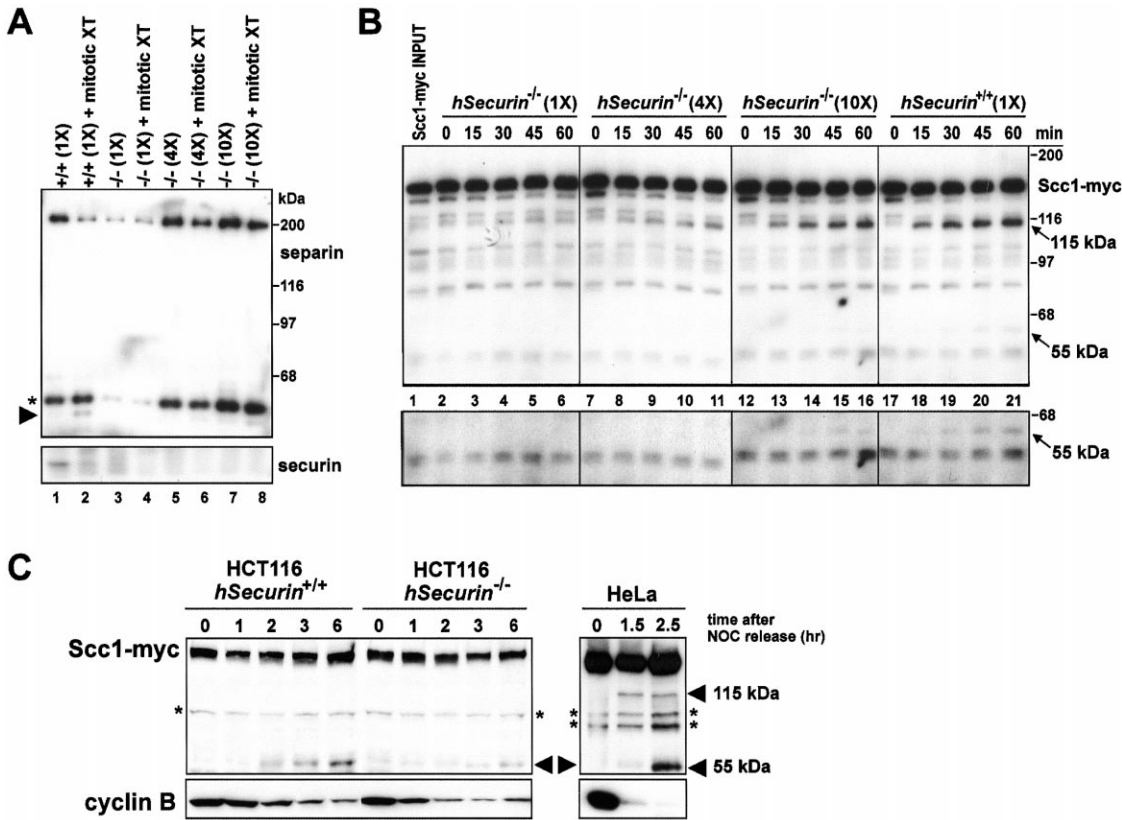 A
+/+ (1X)
+/+ (1X) + mitotic XT
-/- (1X)
-/- (1X) + mitotic XT
-/- (4X)
-/- (4X) + mitotic XT
-/- (10X)
-/- (10X) + mitotic XT
kDa
-200
separin
-116
-97
-68
*
securin
1 2 3 4 5 6 7 8
B
Scc1-myc INPUT
hSecurin-/- (1X) hSecurin-/- (4X) hSecurin-/- (10X) hSecurin+/+ (1X)
0 15 30 45 60 0 15 30 45 60 0 15 30 45 60 0 15 30 45 60 min
-200
Scc1-myc
-116
115 kDa
-97
-68
55 kDa
1 2 3 4 5 6 7 8 9 10 11 12 13 14 15 16 17 18 19 20 21
-68
55 kDa
C
HCT116 hSecurin+/+
HCT116 hSecurin-/-
HeLa
0 1 2 3 6 0 1 2 3 6 0 1.5 2.5
time after
NOC release (hr)
Scc1-myc
115 kDa
* * * *
* *
55 kDa
cyclin B